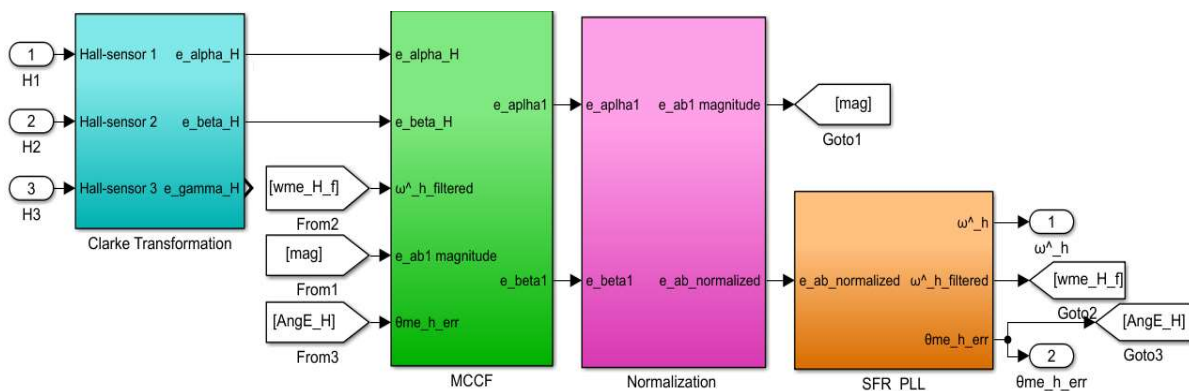 1
H1
2
H2
3
H3
Hall-sensor 1
e_alpha_H
Hall-sensor 2
e_beta_H
Hall-sensor 3
e_gamma_H
Clarke Transformation
[wme_H_f]
From2
[mag]
From1
[AngE_H]
From3
e_alpha_H
e_beta_H
ω^_h_filtered
e_ab1 magnitude
θme_h_err
e_aplha1
e_beta1
MCCF
e_aplha1
e_ab1 magnitude
e_beta1
e_ab_normalized
Normalization
[mag]
Goto1
e_ab_normalized
ω^_h
ω^_h_filtered
θme_h_err
SFR_PLL
1
ω^_h
[wme_H_f]
Goto2
[AngE_H]
Goto3
2
θme_h_err